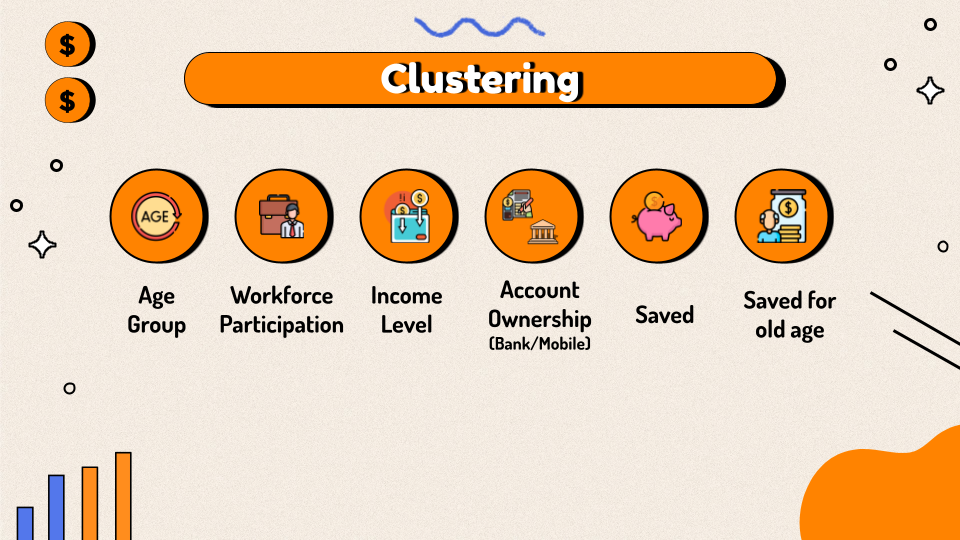 $
$
Clustering
AGE
Age
Group
Workforce
Participation
Income
Level
Account
Ownership
(Bank/Mobile)
Saved
Saved for
old age